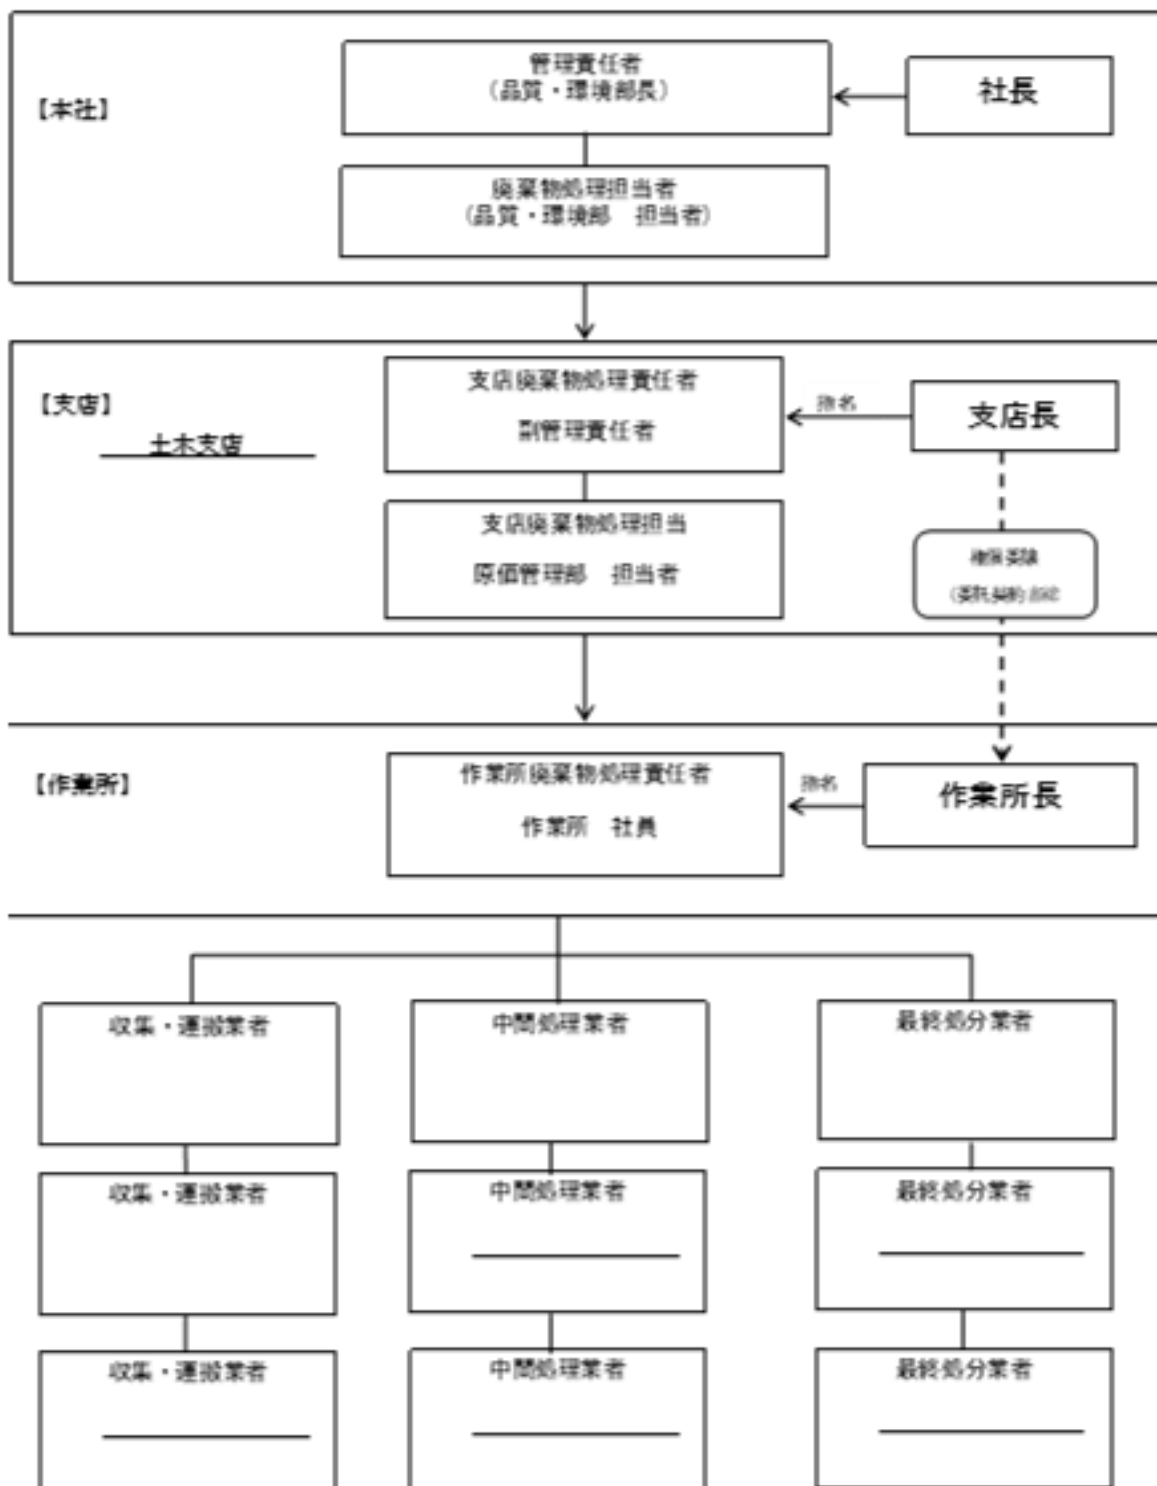 管理責任者
(品質・環境部長)
社長
【本社】
廃棄物処理担当者
(品質・環境部　担当者)
支店廃棄物処理責任者
【支店】
指名
支店長
副管理責任者
土木支店
支店廃棄物処理担当
原価管理部　担当者
権限委譲
(委託契約
作業所廃棄物処理責任者
【作業所】
指名
作業所長
作業所　社員
収集・運搬業者
中間処理業者
最終処分業者
収集・運搬業者
中間処理業者
最終処分業者
収集・運搬業者
中間処理業者
最終処分業者